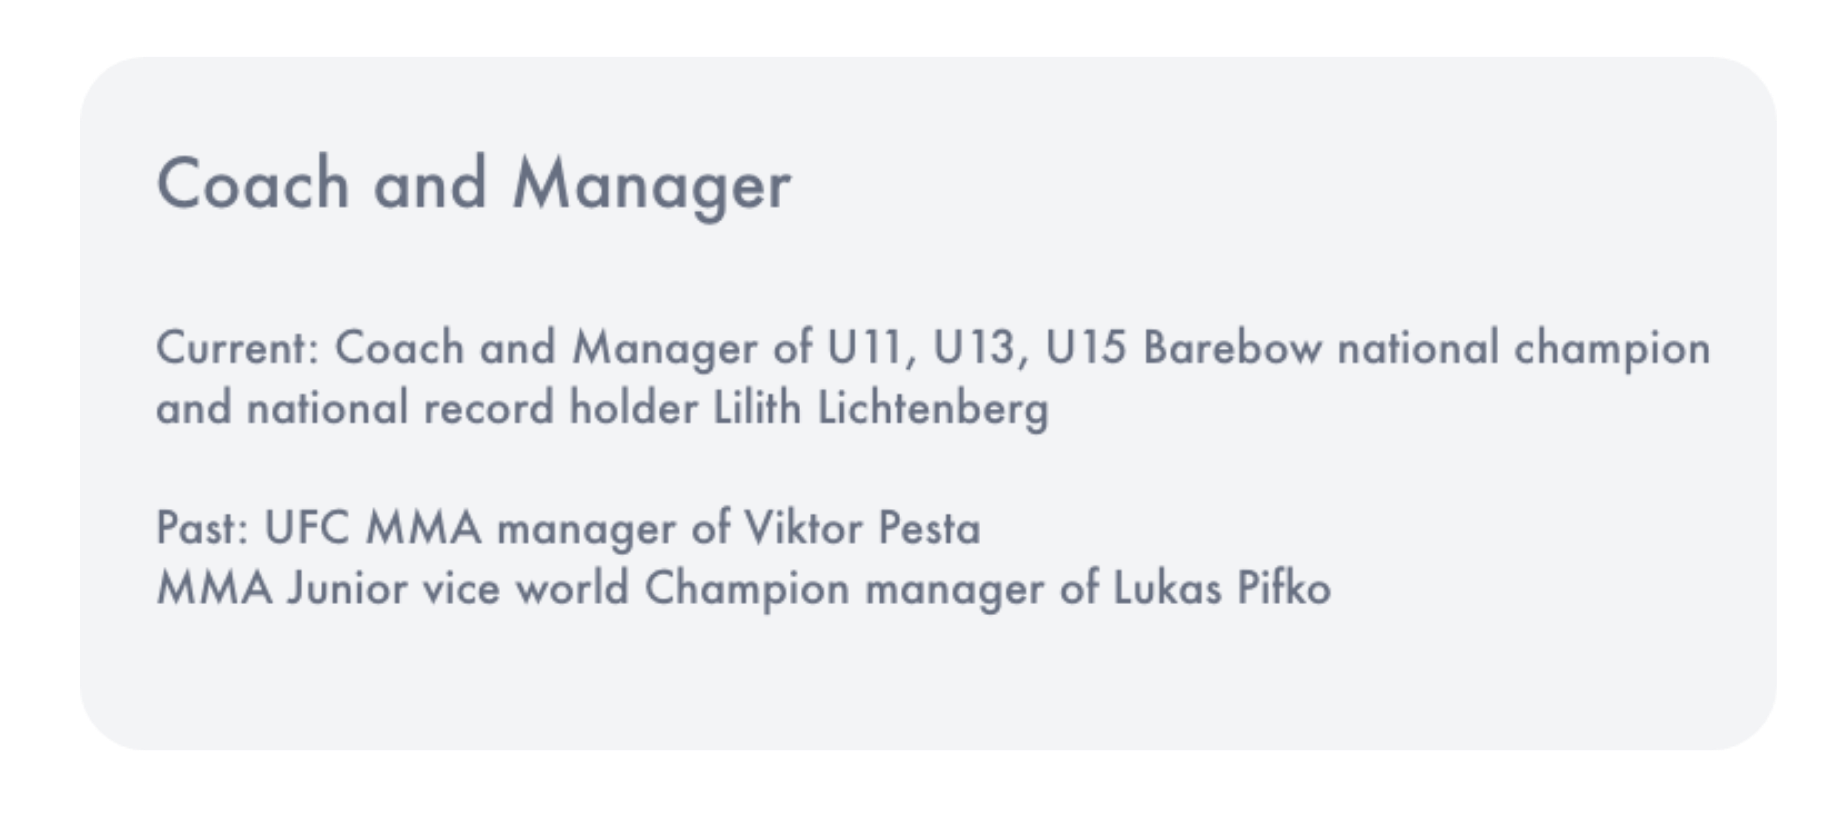 Coach and Manager
Current: Coach and Manager of U11, U13, U15 Barebow national champion
and national record holder Lilith Lichtenberg
Past: UFC MMA manager of Viktor Pesta
MMA Junior vice world Champion manager of Lukas Pifko